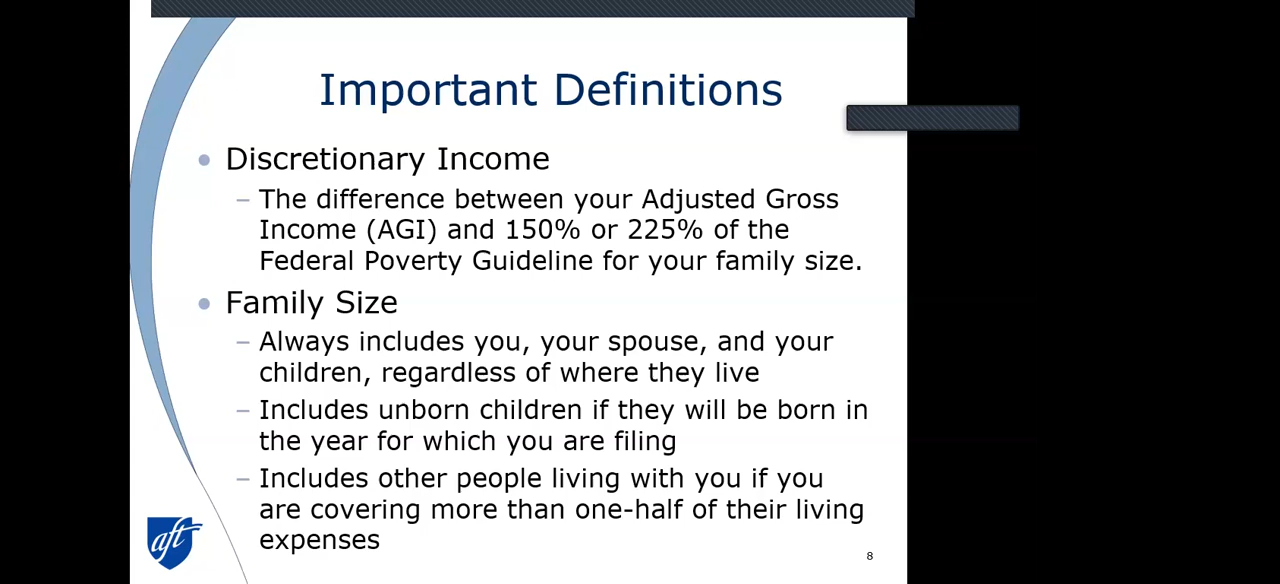 Important Definitions
• Discretionary Income
– The difference between your Adjusted Gross
Income (AGI) and 150% or 225% of the
Federal Poverty Guideline for your family size.
• Family Size
– Always includes you, your spouse, and your
children, regardless of where they live
– Includes unborn children if they will be born in
the year for which you are filing
– Includes other people living with you if you
are covering more than one-half of their living
expenses
aft
8